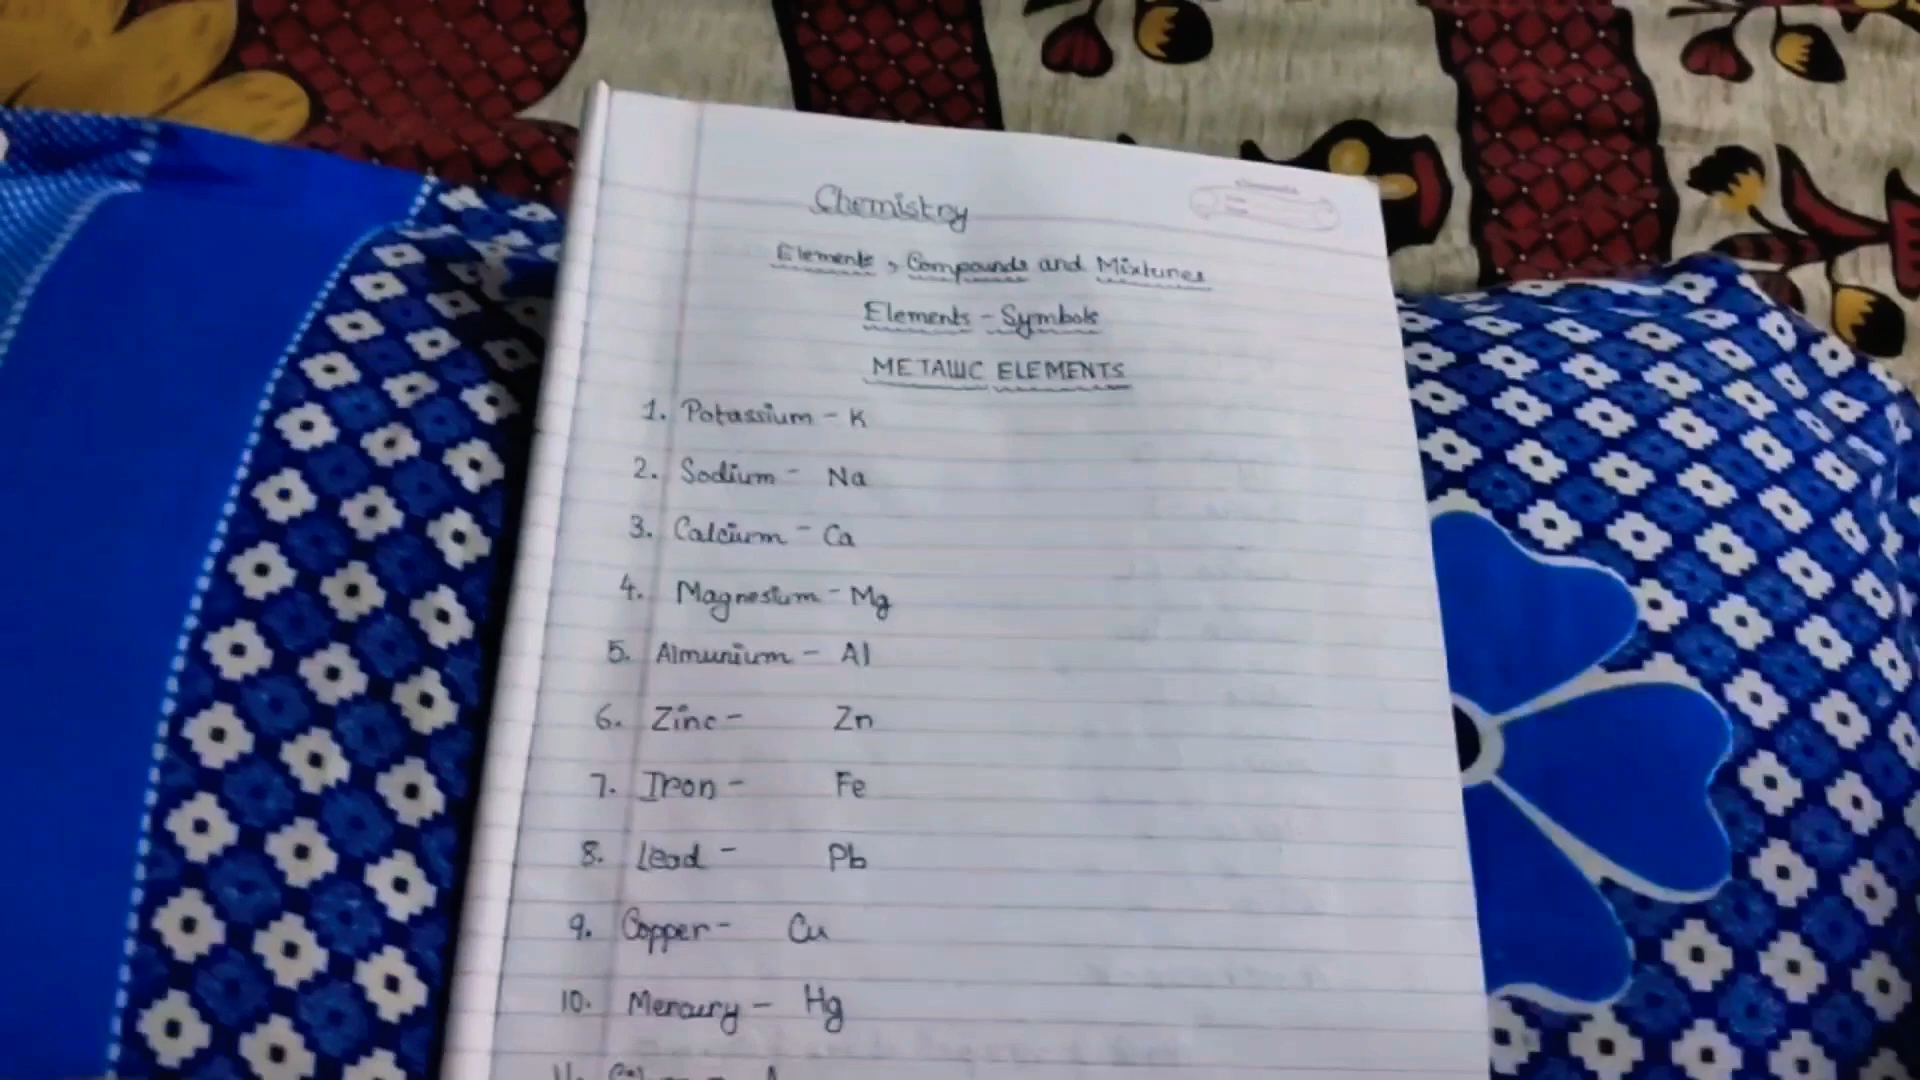 Chemistry
Elements, Compounds and Mixtures
Elements - Symbols
METALLIC ELEMENTS
1. Potassium - K
2. Sodium - Na
3. Calcium - Ca
4. Magnesium - Mg
5. Almunium - Al
6. Zinc - Zn
7. Iron - Fe
8. Lead - Pb
9. Copper - Cu
10. Mercury - Hg
11.